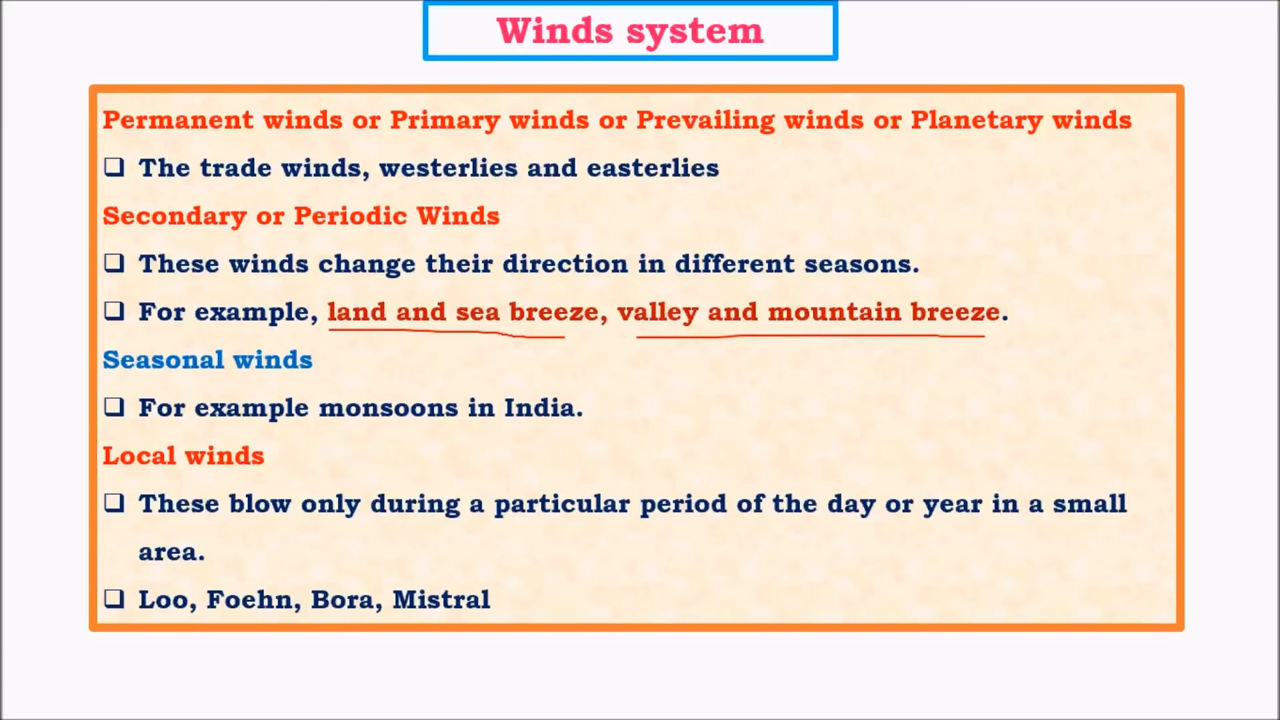 Winds system
Permanent winds or Primary winds or Prevailing winds or Planetary winds
❑ The trade winds, westerlies and easterlies
Secondary or Periodic Winds
❑ These winds change their direction in different seasons.
❑ For example, land and sea breeze, valley and mountain breeze.
Seasonal winds
❑ For example monsoons in India.
Local winds
❑ These blow only during a particular period of the day or year in a small
area.
❑ Loo, Foehn, Bora, Mistral